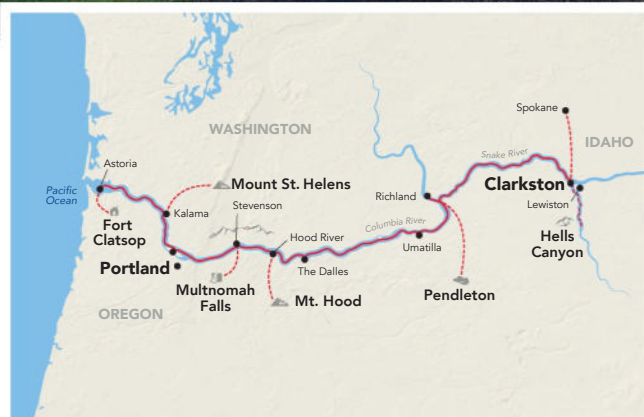 Spokane
WASHINGTON
IDAHO
Snake River
Astoria
Mount St. Helens
Clarkston
Pacific
Ocean
Richland
Lewiston
Stevenson
Kalama
Fort
Clatsop
Columbia River
Hood River
Hells
Canyon
Umatilla
Portland
The Dalles
Multnomah
Falls
Mt. Hood
Pendleton
OREGON